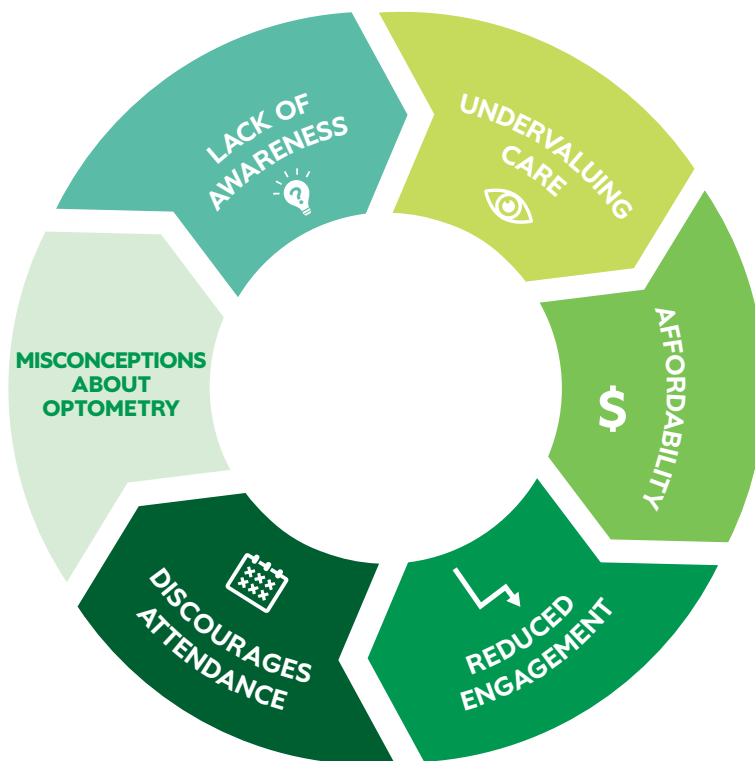 LACK OF
AWARENESS
?
UNDERVALUING
CARE
AFFORDABILITY
$
REDUCED
ENGAGEMENT
DISCOURAGES
ATTENDANCE
MISCONCEPTIONS
ABOUT
OPTOMETRY